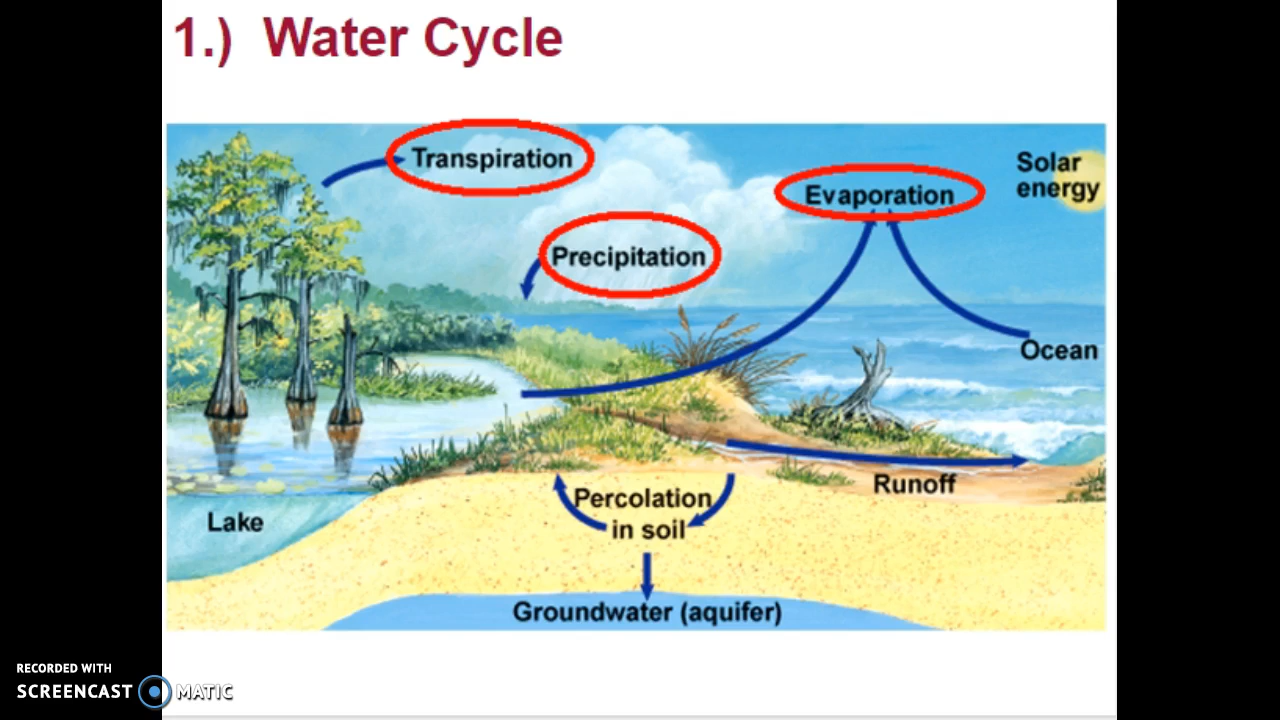 1.) Water Cycle
Transpiration
Solar
energy
Evaporation
Precipitation
Ocean
Runoff
Percolation
in soil
Lake
Groundwater (aquifer)
RECORDED WITH
SCREENCAST MATIC